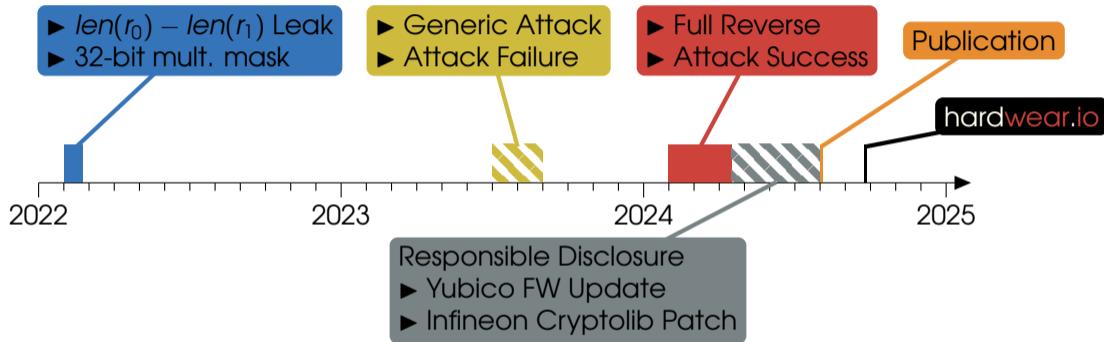 ► len(r₀) – len(r₁) Leak
► 32-bit mult. mask
► Generic Attack
► Attack Failure
► Full Reverse
► Attack Success
Publication
hardwear.io
2022
2023
2024
2025
Responsible Disclosure
► Yubico FW Update
► Infineon Cryptolib Patch